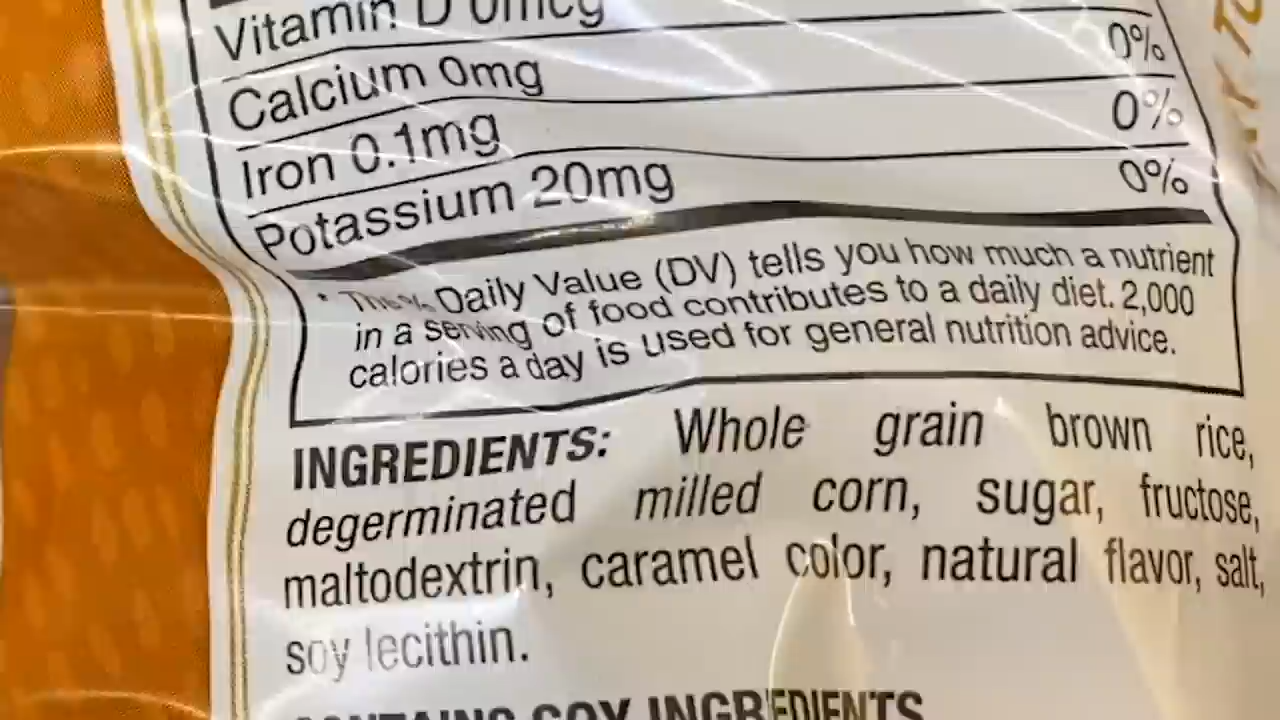 Vitamin D 0mcg
0%
Calcium 0mg
0%
Iron 0.1mg
0%
Potassium 20mg
* The % Daily Value (DV) tells you how much a nutrient
in a serving of food contributes to a daily diet. 2,000
calories a day is used for general nutrition advice.
INGREDIENTS: Whole grain brown rice,
degerminated milled corn, sugar, fructose,
maltodextrin, caramel color, natural flavor, salt,
soy lecithin.
CONTAINS SOY INGREDIENTS